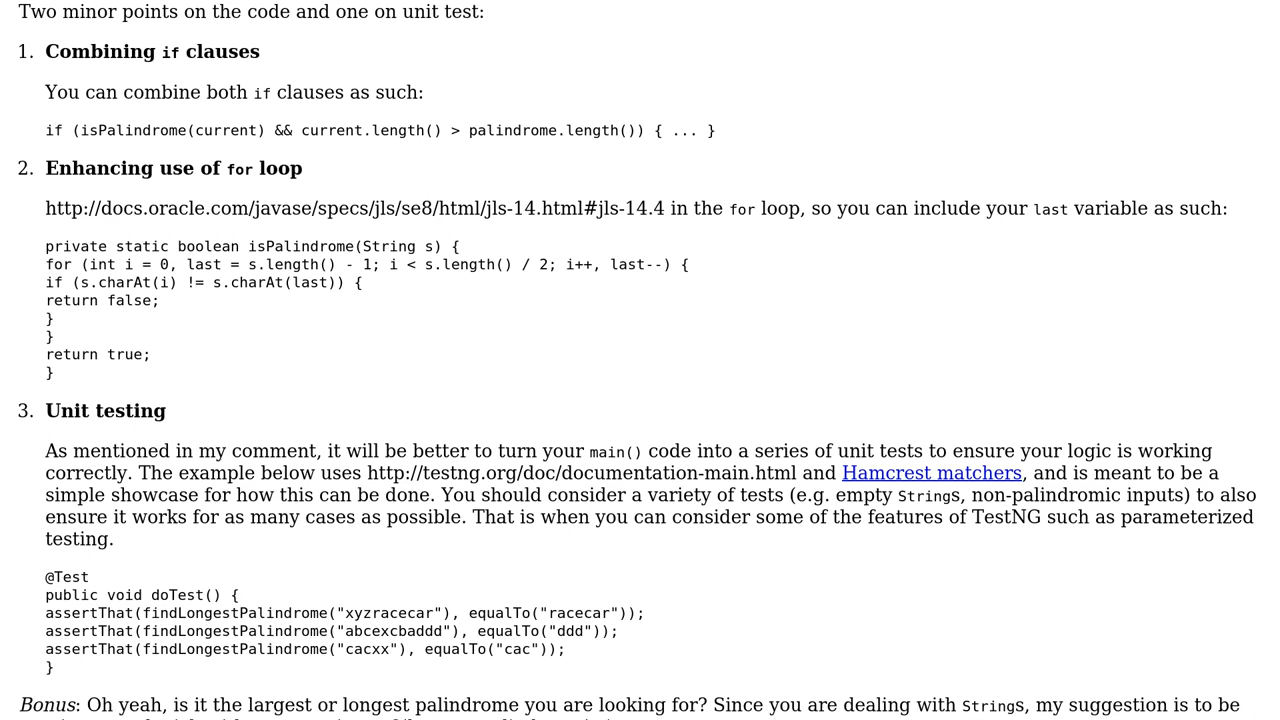 Two minor points on the code and one on unit test:
1. Combining if clauses
You can combine both if clauses as such:
if (isPalindrome(current) && current.length() > palindrome.length()) { ... }
2. Enhancing use of for loop
http://docs.oracle.com/javase/specs/jls/se8/html/jls-14.html#jls-14.4 in the for loop, so you can include your last variable as such:
private static boolean isPalindrome(String s) {
for (int i = 0, last = s.length() - 1; i < s.length() / 2; i++, last--) {
if (s.charAt(i) != s.charAt(last)) {
return false;
}
}
return true;
}
3. Unit testing
As mentioned in my comment, it will be better to turn your main() code into a series of unit tests to ensure your logic is working
correctly. The example below uses http://testng.org/doc/documentation-main.html and Hamcrest matchers, and is meant to be a
simple showcase for how this can be done. You should consider a variety of tests (e.g. empty Strings, non-palindromic inputs) to also
ensure it works for as many cases as possible. That is when you can consider some of the features of TestNG such as parameterized
testing.
@Test
public void doTest() {
assertThat(findLongestPalindrome("xyzracecar"), equalTo("racecar"));
assertThat(findLongestPalindrome("abcexcbaddd"), equalTo("ddd"));
assertThat(findLongestPalindrome("cacxx"), equalTo("cac"));
}
Bonus: Oh yeah, is it the largest or longest palindrome you are looking for? Since you are dealing with Strings, my suggestion is to be